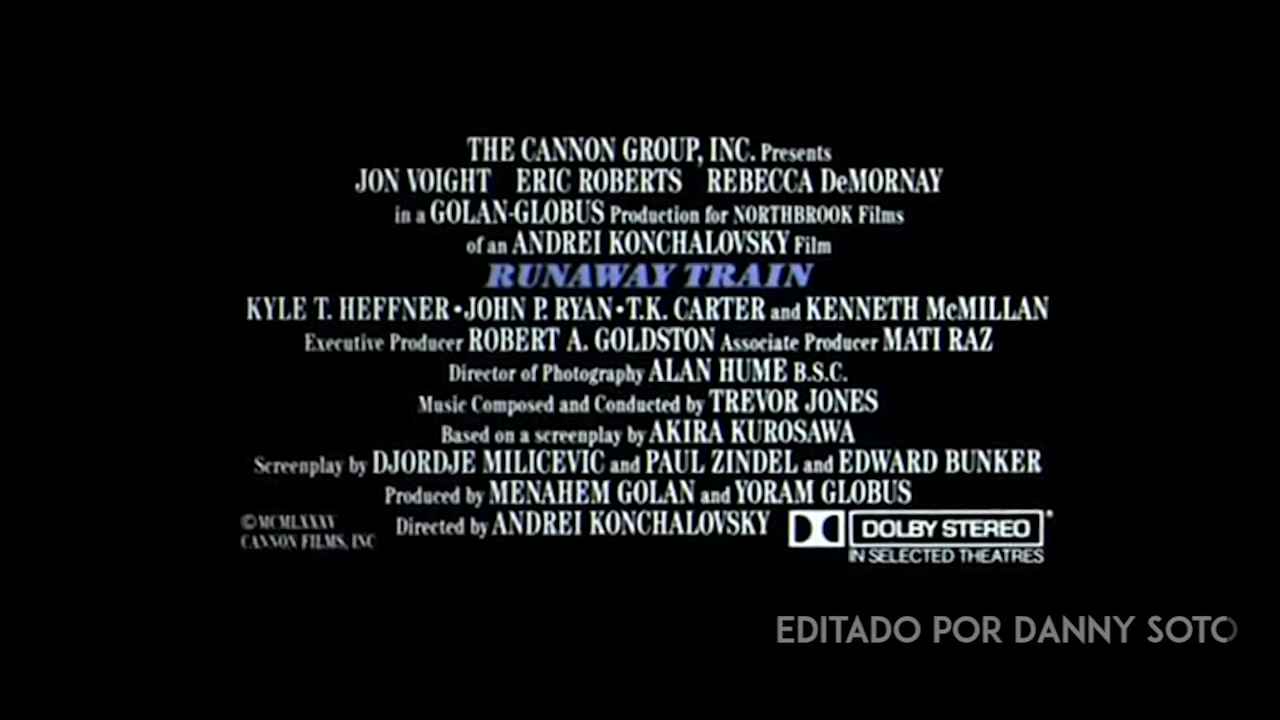 THE CANNON GROUP, INC. Presents
JON VOIGHT ERIC ROBERTS REBECCA DeMORNAY
in a GOLAN-GLOBUS Production for NORTHBROOK Films
of an ANDREI KONCHALOVSKY Film
RUNAWAY TRAIN
KYLE T. HEFFNER • JOHN P. RYAN • T.K. CARTER and KENNETH McMILLAN
Executive Producer ROBERT A. GOLDSTON Associate Producer MATI RAZ
Director of Photography ALAN HUME B.S.C.
Music Composed and Conducted by TREVOR JONES
Based on a screenplay by AKIRA KUROSAWA
Screenplay by DJORDJE MILICEVIC and PAUL ZINDEL and EDWARD BUNKER
Produced by MENAHEM GOLAN and YORAM GLOBUS
Directed by ANDREI KONCHALOVSKY
©MCMLXXXV
CANNON FILMS, INC
DOLBY STEREO
IN SELECTED THEATRES
EDITADO POR DANNY SOTO